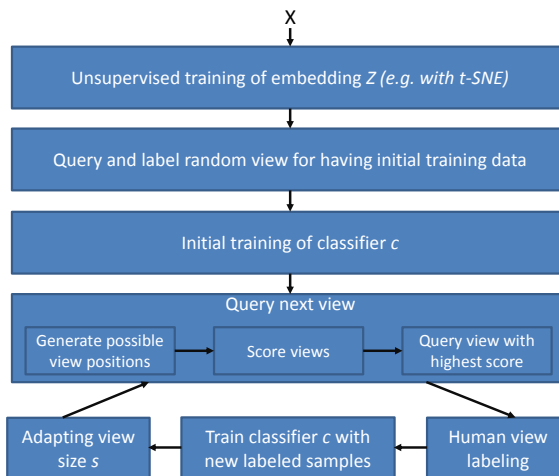 X
Unsupervised training of embedding Z (e.g. with t-SNE)
Query and label random view for having initial training data
Initial training of classifier c
Query next view
Generate possible
view positions
Score views
Query view with
highest score
Adapting view
size s
Train classifier c with
new labeled samples
Human view
labeling